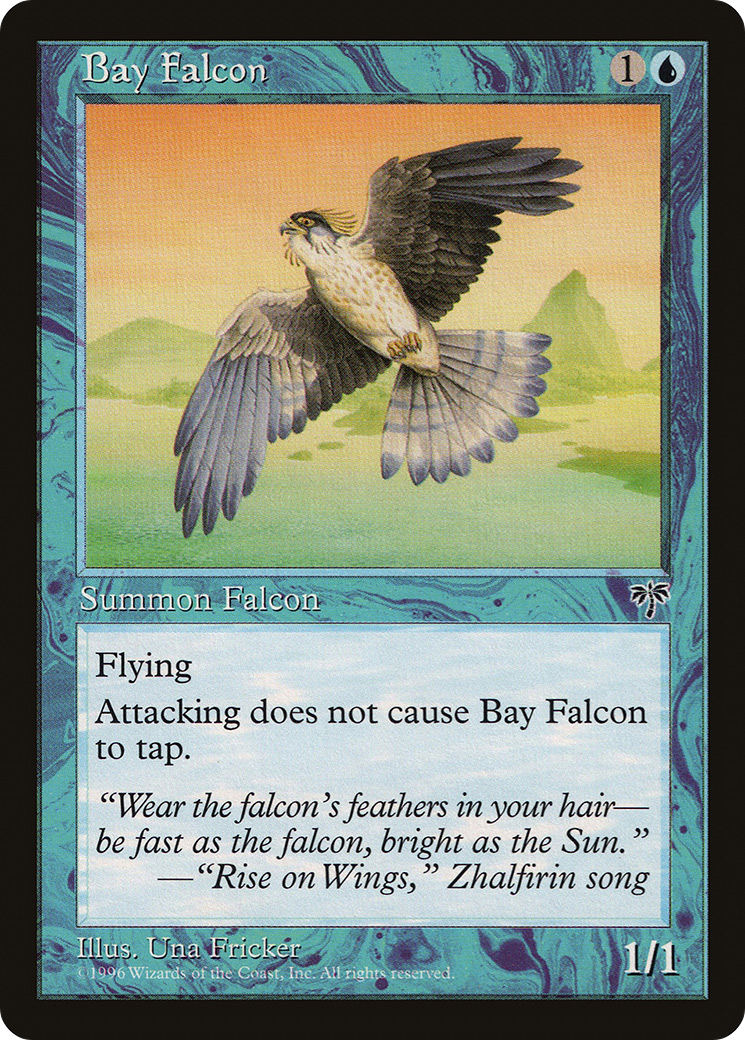 Bay Falcon 1
Summon Falcon
Flying
Attacking does not cause Bay Falcon
to tap.
“Wear the falcon’s feathers in your hair—
be fast as the falcon, bright as the Sun.”
—“Rise on Wings,” Zhalfirin song
Illus. Una Fricker
©1996 Wizards of the Coast, Inc. All rights reserved.
1/1